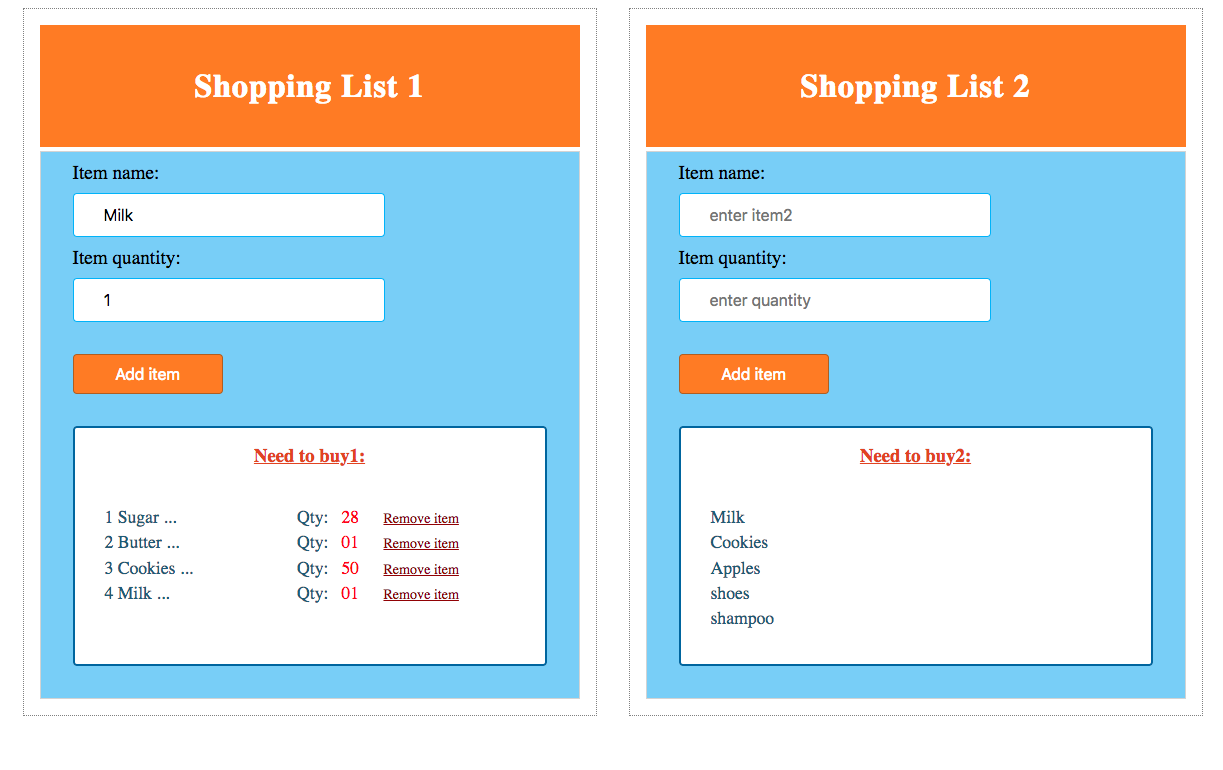 Shopping List 1
Item name:
Milk
Item quantity:
1
Add item
Need to buy1:
1 Sugar ... Qty: 28 Remove item
2 Butter ... Qty: 01 Remove item
3 Cookies ... Qty: 50 Remove item
4 Milk ... Qty: 01 Remove item
Shopping List 2
Item name:
enter item2
Item quantity:
enter quantity
Add item
Need to buy2:
Milk
Cookies
Apples
shoes
shampoo